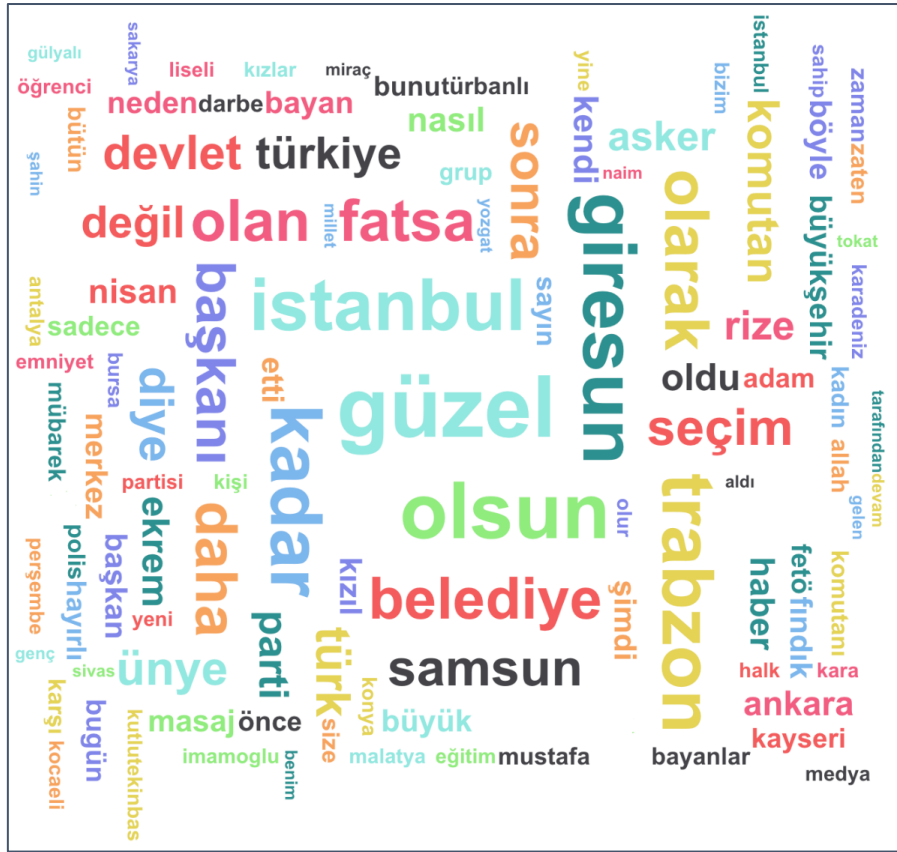 gülyalı
sakarya
liseli
kızlar
miraç
öğrenci
neden
darbe
bayan
bunu
türbanlı
yine
bizim
istanbul
sahip
zaman
zaten
bütün
nasıl
sonra
kendi
asker
komutan
böyle
şahin
devlet
türkiye
grup
naim
olarak
büyükşehir
tokat
değil
olan
millet
fatsa
yozgat
giresun
karadeniz
antalya
nisan
başkanı
istanbul
sayın
rize
sadece
emniyet
bursa
diye
etti
güzel
oldu
adam
kadın
tarafından
devam
mübarek
merkez
kadar
seçim
allah
gelen
partisi
kişi
daha
olsun
olur
trabzon
aldı
perşembe
polis
hayırlı
başkan
ekrem
yeni
kızıl
belediye
şimdi
haber
fetö
fındık
komutanı
genç
sivas
ünye
parti
türk
samsun
halk
kara
karşı
kocaeli
bugün
kutlutekinbas
masaj
önce
size
konya
büyük
ankara
kayseri
imamoglu
benim
malatya
eğitim
mustafa
bayanlar
medya